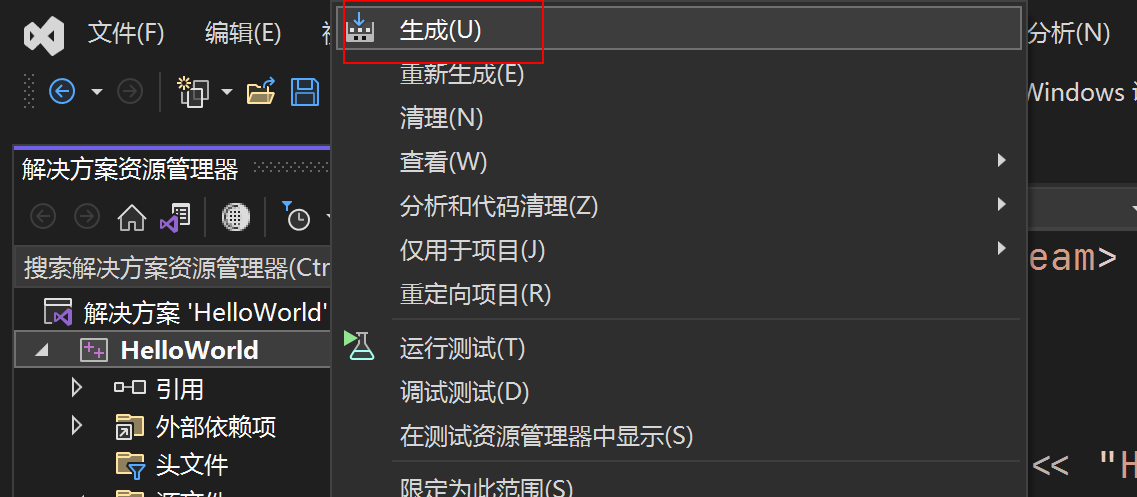 文件(F) 编辑(E)
分析(N)
Windows
解决方案资源管理器
搜索解决方案资源管理器(Ctr
解决方案 'HelloWorld'
HelloWorld
引用
外部依赖项
头文件
源文件
生成(U)
重新生成(E)
清理(N)
查看(W)
分析和代码清理(Z)
仅用于项目(J)
重定向项目(R)
运行测试(T)
调试测试(D)
在测试资源管理器中显示(S)
限定为此范围(S)
eam>
<< "H